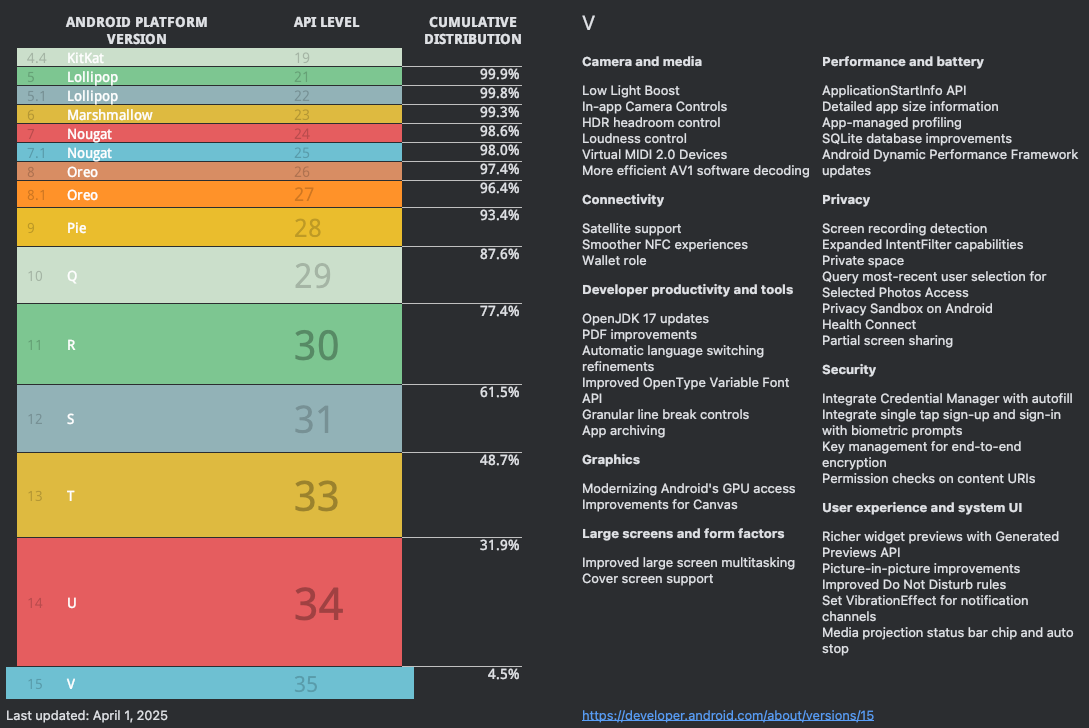 ANDROID PLATFORM
VERSION
API LEVEL
CUMULATIVE
DISTRIBUTION
4.4 KitKat 19
5 Lollipop 21 99.9%
5.1 Lollipop 22 99.8%
6 Marshmallow 23 99.3%
7 Nougat 24 98.6%
7.1 Nougat 25 98.0%
8 Oreo 26 97.4%
8.1 Oreo 27 96.4%
9 Pie 28 93.4%
10 Q 29 87.6%
11 R 30 77.4%
12 S 31 61.5%
13 T 33 48.7%
14 U 34 31.9%
15 V 35 4.5%
Last updated: April 1, 2025
V
Camera and media
Low Light Boost
In-app Camera Controls
HDR headroom control
Loudness control
Virtual MIDI 2.0 Devices
More efficient AV1 software decoding
Connectivity
Satellite support
Smoother NFC experiences
Wallet role
Developer productivity and tools
OpenJDK 17 updates
PDF improvements
Automatic language switching
refinements
Improved OpenType Variable Font
API
Granular line break controls
App archiving
Graphics
Modernizing Android's GPU access
Improvements for Canvas
Large screens and form factors
Improved large screen multitasking
Cover screen support
Performance and battery
ApplicationStartInfo API
Detailed app size information
App-managed profiling
SQLite database improvements
Android Dynamic Performance Framework
updates
Privacy
Screen recording detection
Expanded IntentFilter capabilities
Private space
Query most-recent user selection for
Selected Photos Access
Privacy Sandbox on Android
Health Connect
Partial screen sharing
Security
Integrate Credential Manager with autofill
Integrate single tap sign-up and sign-in
with biometric prompts
Key management for end-to-end
encryption
Permission checks on content URIs
User experience and system UI
Richer widget previews with Generated
Previews API
Picture-in-picture improvements
Improved Do Not Disturb rules
Set VibrationEffect for notification
channels
Media projection status bar chip and auto
stop
https://developer.android.com/about/versions/15